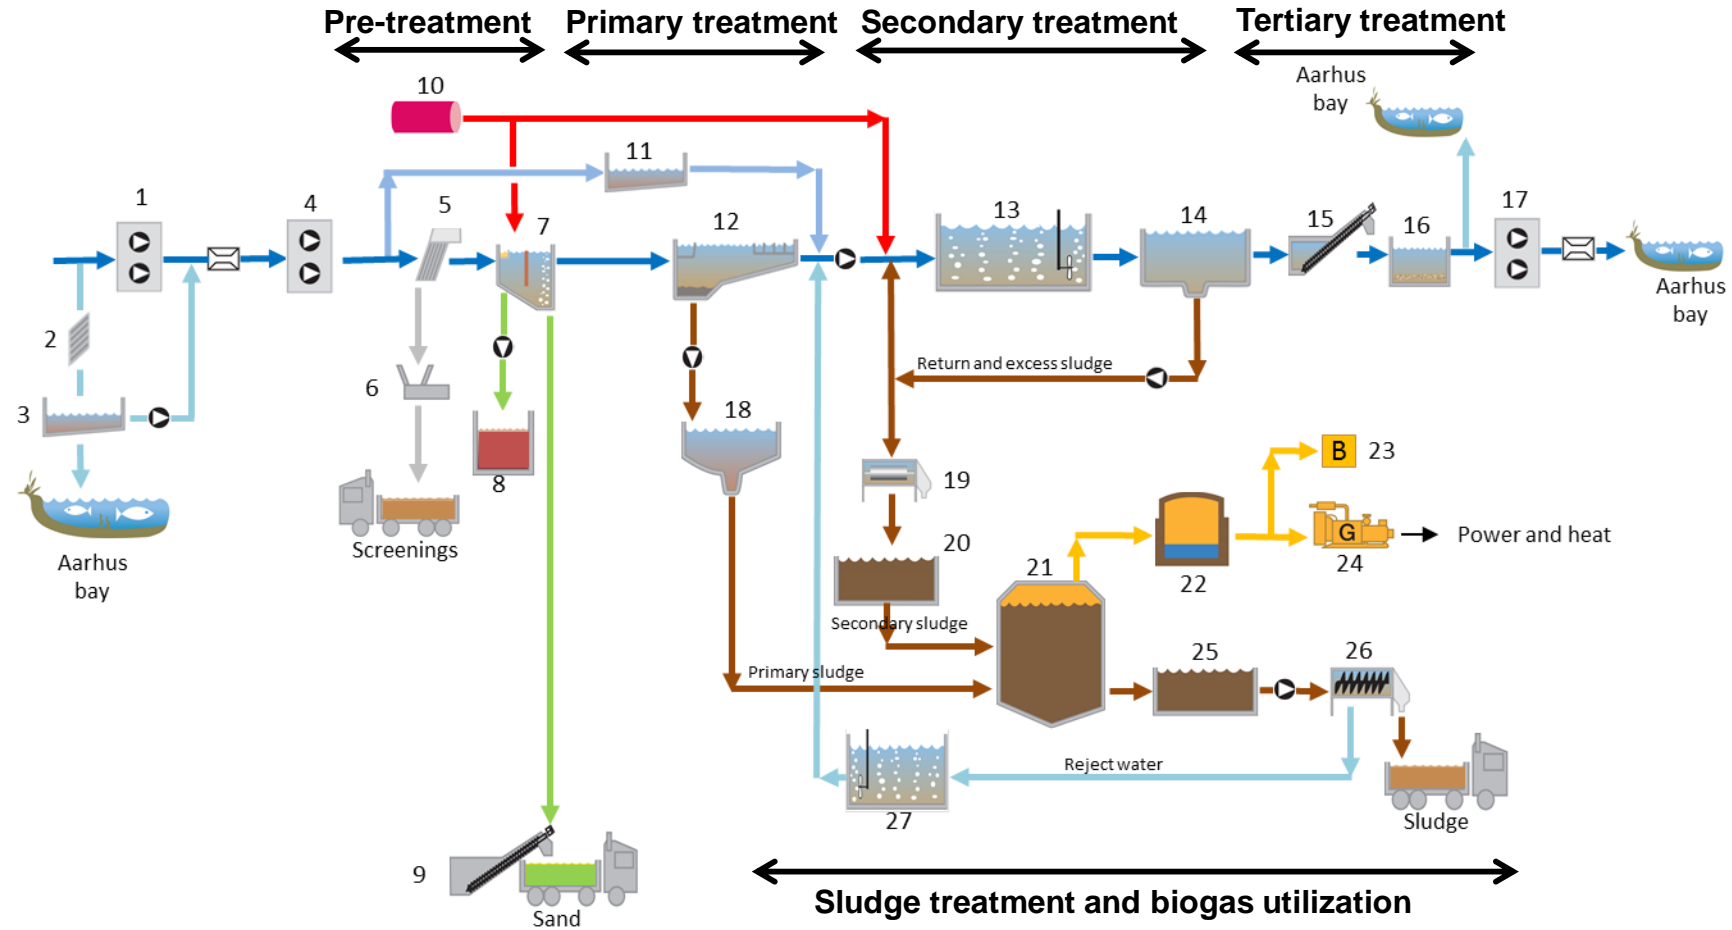 Pre-treatment
Primary treatment
Secondary treatment
Tertiary treatment
Aarhus
bay
10
11
1
4
5
7
12
13
14
15
16
17
Aarhus
bay
2
3
6
8
18
19
20
Return and excess sludge
Aarhus
bay
Screenings
B
23
G
24
Power and heat
21
22
Secondary sludge
Primary sludge
25
26
Reject water
27
Sludge
9
Sand
Sludge treatment and biogas utilization